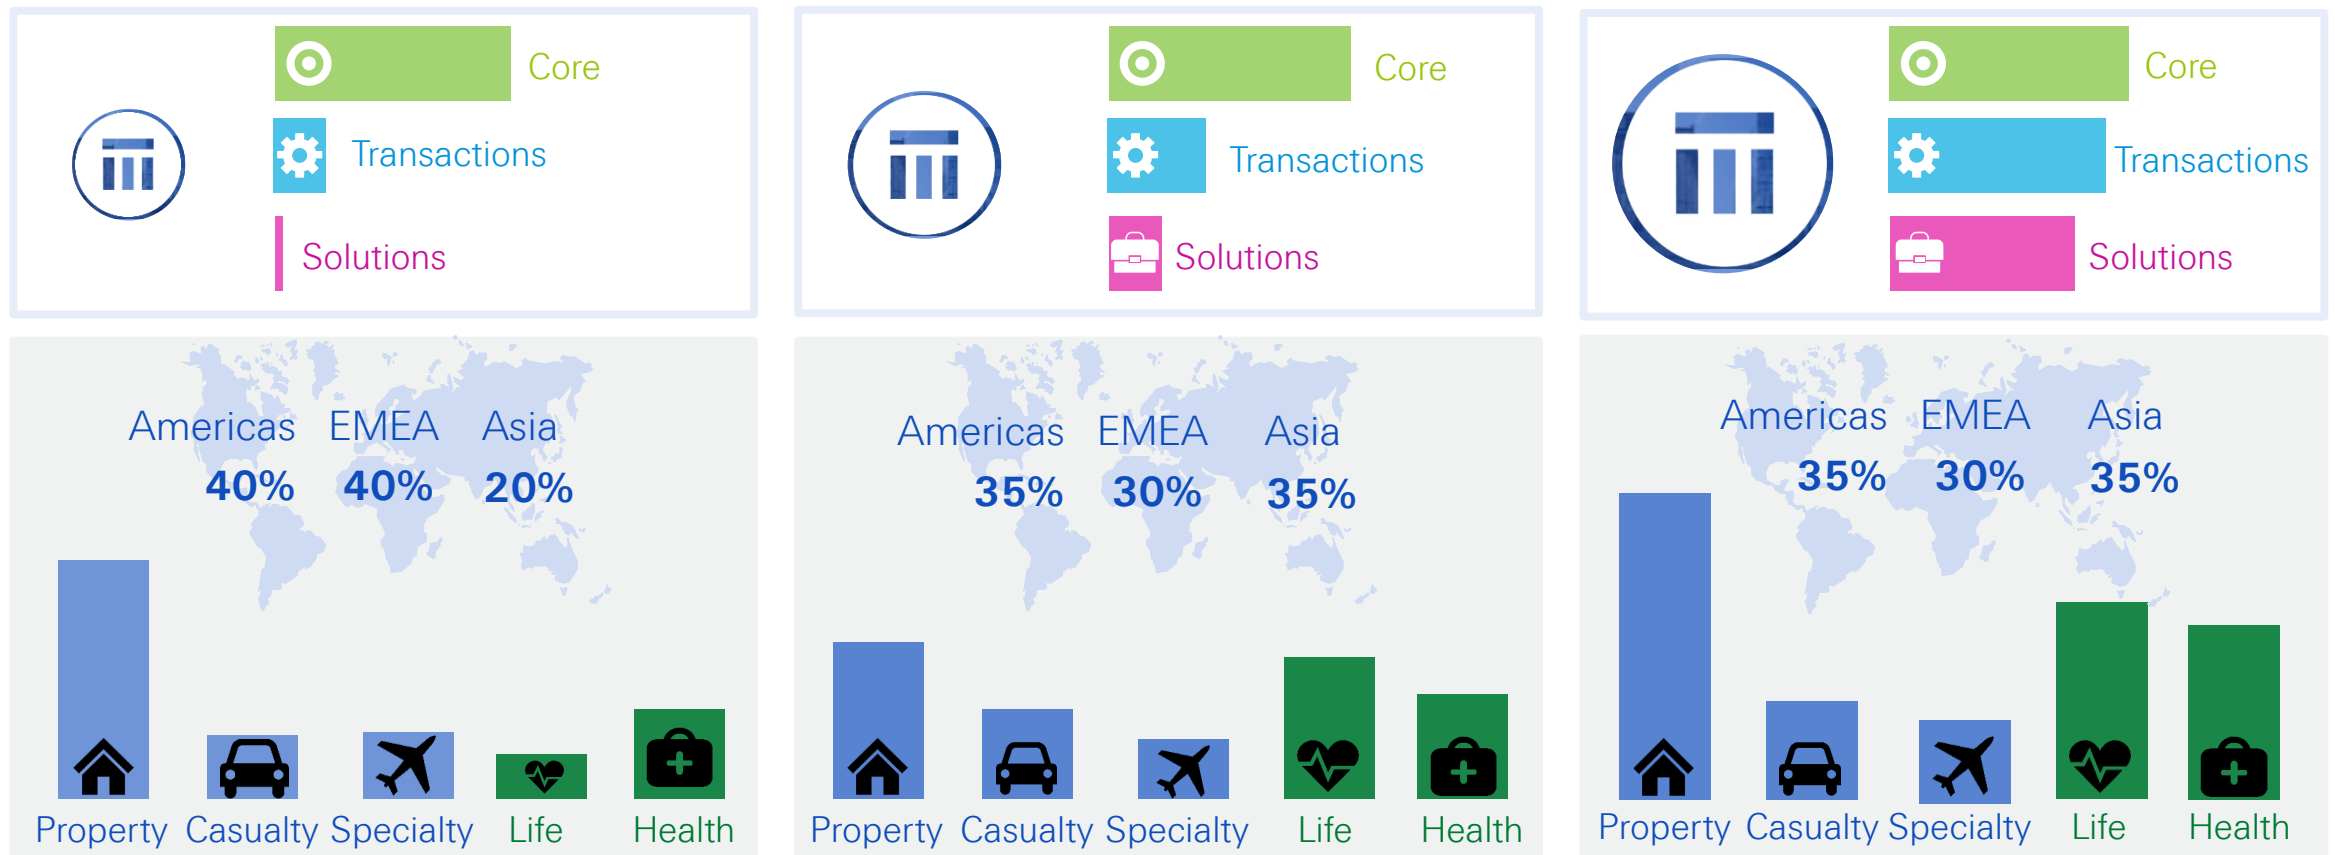 Core
Transactions
Solutions
Americas EMEA Asia
40% 40% 20%
Property Casualty Specialty Life Health
Core
Transactions
Solutions
Americas EMEA Asia
35% 30% 35%
Property Casualty Specialty Life Health
Core
Transactions
Solutions
Americas EMEA Asia
35% 30% 35%
Property Casualty Specialty Life Health